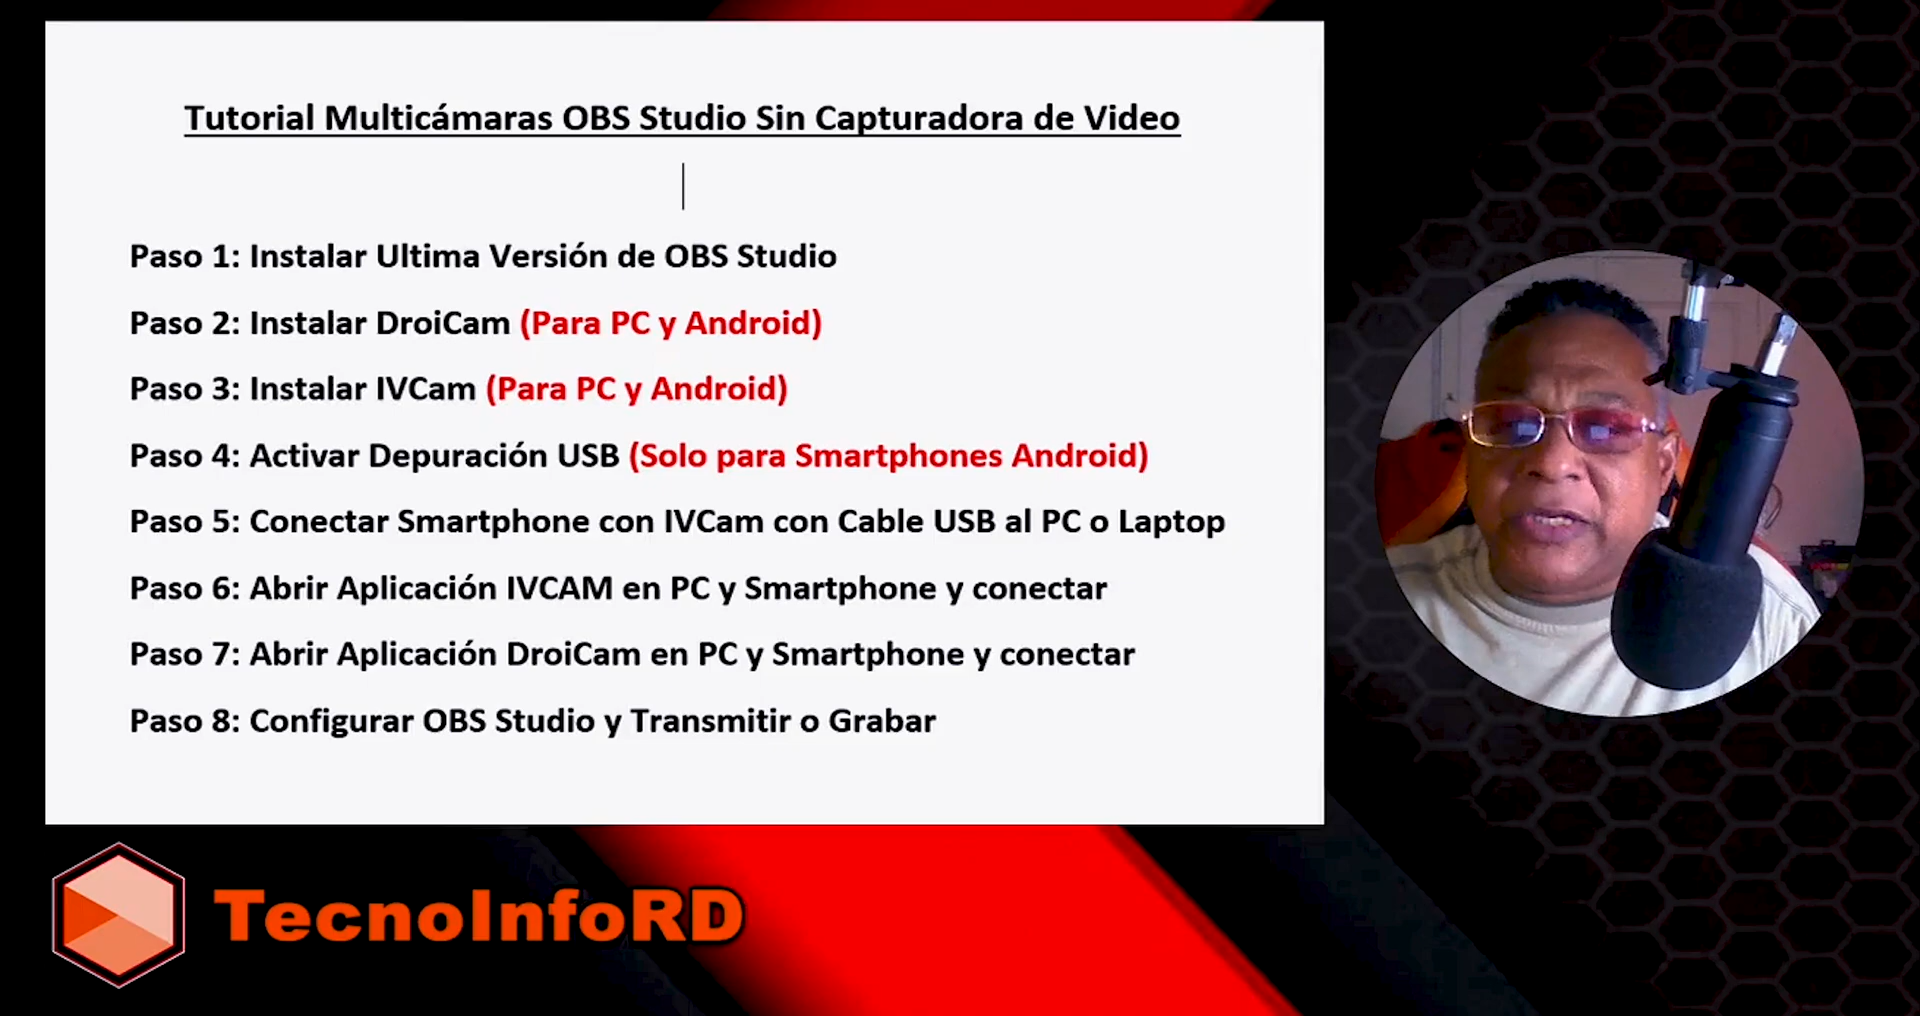 Tutorial Multicámaras OBS Studio Sin Capturadora de Video
Paso 1: Instalar Ultima Versión de OBS Studio
Paso 2: Instalar DroiCam (Para PC y Android)
Paso 3: Instalar IVCam (Para PC y Android)
Paso 4: Activar Depuración USB (Solo para Smartphones Android)
Paso 5: Conectar Smartphone con IVCam con Cable USB al PC o Laptop
Paso 6: Abrir Aplicación IVCAM en PC y Smartphone y conectar
Paso 7: Abrir Aplicación DroiCam en PC y Smartphone y conectar
Paso 8: Configurar OBS Studio y Transmitir o Grabar
TecnoInfoRD